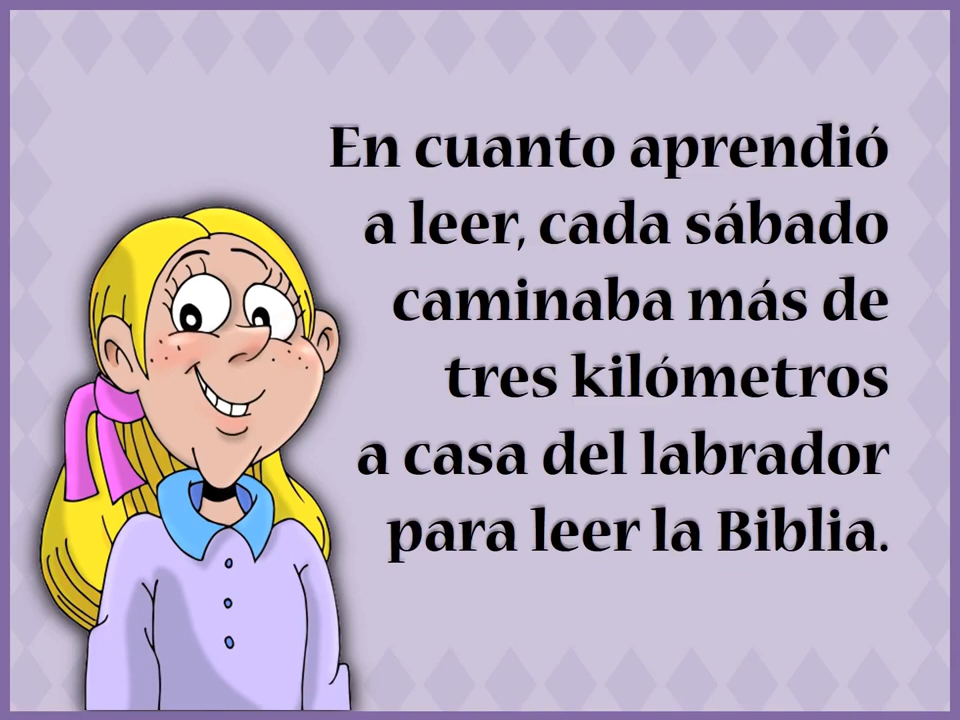 En cuanto aprendió
a leer, cada sábado
caminaba más de
tres kilómetros
a casa del labrador
para leer la Biblia.